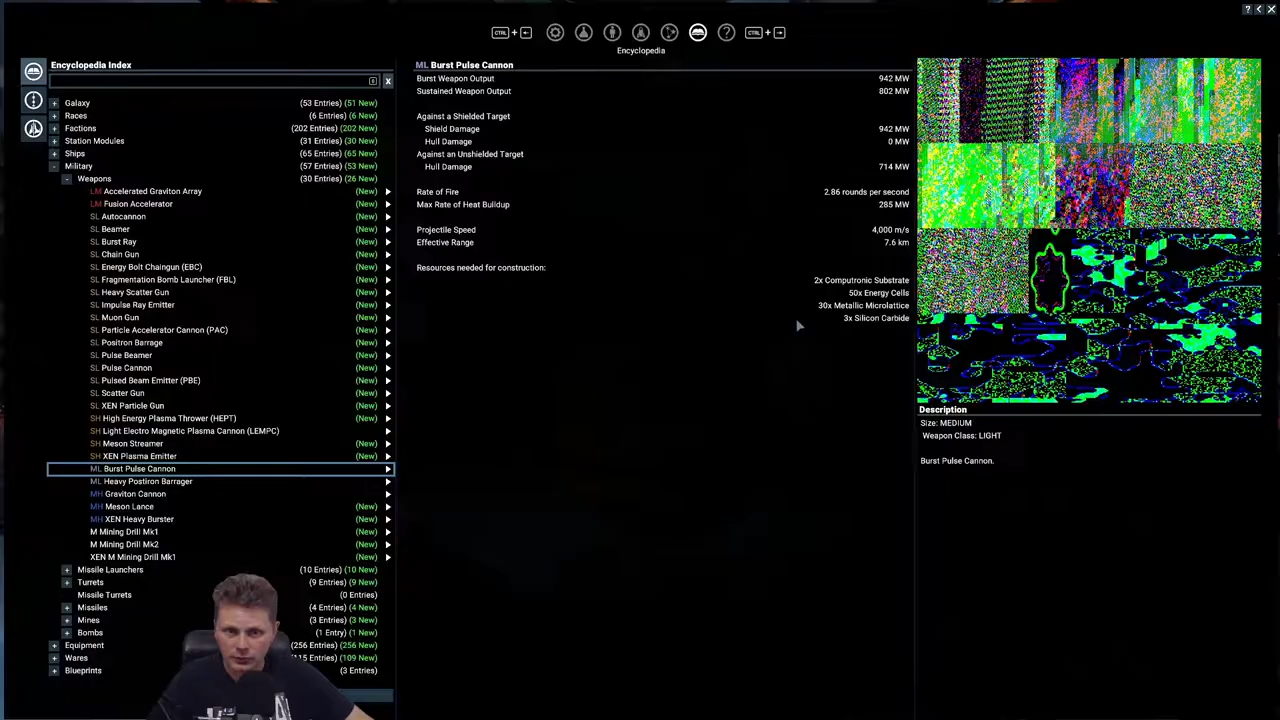 ? < X
CTRL + ← CTRL + →
Encyclopedia
Encyclopedia Index
x
+ Galaxy (53 Entries) (51 New)
+ Races (6 Entries) (6 New)
+ Factions (202 Entries) (202 New)
+ Station Modules (31 Entries) (30 New)
+ Ships (65 Entries) (65 New)
- Military (57 Entries) (53 New)
- Weapons (30 Entries) (26 New)
LM Accelerated Graviton Array (New)
LM Fusion Accelerator (New)
SL Autocannon (New)
SL Beamer (New)
SL Burst Ray (New)
SL Chain Gun (New)
SL Energy Bolt Chaingun (EBC) (New)
SL Fragmentation Bomb Launcher (FBL) (New)
SL Heavy Scatter Gun (New)
SL Impulse Ray Emitter (New)
SL Muon Gun (New)
SL Particle Accelerator Cannon (PAC) (New)
SL Positron Barrage (New)
SL Pulse Beamer (New)
SL Pulse Cannon (New)
SL Pulsed Beam Emitter (PBE) (New)
SL Scatter Gun (New)
SL XEN Particle Gun (New)
SH High Energy Plasma Thrower (HEPT) (New)
SH Light Electro Magnetic Plasma Cannon (LEMPC)
SH Meson Streamer (New)
SH XEN Plasma Emitter (New)
ML Burst Pulse Cannon
ML Heavy Postiron Barrager
MH Graviton Cannon
MH Meson Lance (New)
MH XEN Heavy Burster (New)
M Mining Drill Mk1 (New)
M Mining Drill Mk2 (New)
XEN M Mining Drill Mk1 (New)
+ Missile Launchers (10 Entries) (10 New)
+ Turrets (9 Entries) (9 New)
Missile Turrets (0 Entries)
+ Missiles (4 Entries) (4 New)
+ Mines (3 Entries) (3 New)
+ Bombs (1 Entry) (1 New)
+ Equipment (256 Entries) (256 New)
+ Wares (115 Entries) (109 New)
+ Blueprints (3 Entries)
ML Burst Pulse Cannon
Burst Weapon Output 942 MW
Sustained Weapon Output 802 MW
Against a Shielded Target
Shield Damage 942 MW
Hull Damage 0 MW
Against an Unshielded Target
Hull Damage 714 MW
Rate of Fire 2.86 rounds per second
Max Rate of Heat Buildup 285 MW
Projectile Speed 4,000 m/s
Effective Range 7.6 km
Resources needed for construction:
2x Computronic Substrate
50x Energy Cells
30x Metallic Microlattice
3x Silicon Carbide
Description
Size: MEDIUM
Weapon Class: LIGHT
Burst Pulse Cannon.